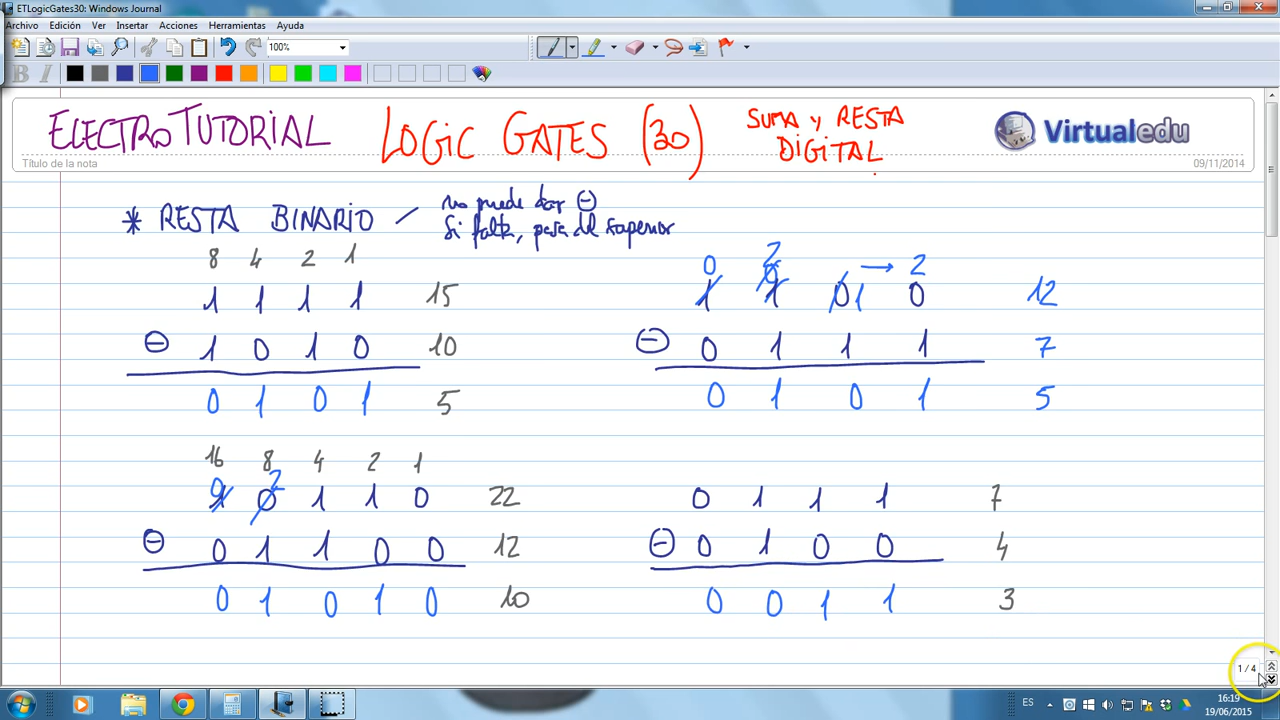 ETLogicGates30: Windows Journal
Archivo Edición Ver Insertar Acciones Herramientas Ayuda
100%
ELECTROTUTORIAL LOGIC GATES (30) SUMA y RESTA
DIGITAL
Virtualedu
Título de la nota
09/11/2014
* RESTA BINARIO no puede dar ⊖
Si falta, pasa del superior
8 4 2 1
1 1 1 1 15
⊖ 1 0 1 0 10
0 1 0 1 5
2
0 0 → 2
1 1 0 1 0 12
⊖ 0 1 1 1 7
0 1 0 1 5
16 8 4 2 1
0 2
1 0 1 1 0 22
⊖ 0 1 1 0 0 12
0 1 0 1 0 10
0 1 1 1 7
⊖ 0 1 0 0 4
0 0 1 1 3
1 / 4
ES
16:19
19/06/2015